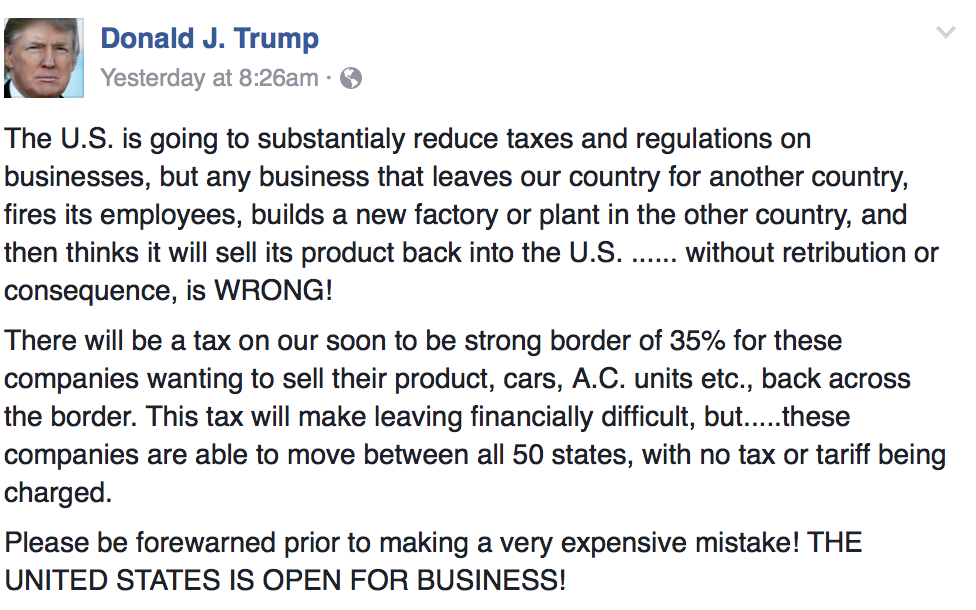 Donald J. Trump
Yesterday at 8:26am ·
The U.S. is going to substantialy reduce taxes and regulations on
businesses, but any business that leaves our country for another country,
fires its employees, builds a new factory or plant in the other country, and
then thinks it will sell its product back into the U.S. ...... without retribution or
consequence, is WRONG!
There will be a tax on our soon to be strong border of 35% for these
companies wanting to sell their product, cars, A.C. units etc., back across
the border. This tax will make leaving financially difficult, but.....these
companies are able to move between all 50 states, with no tax or tariff being
charged.
Please be forewarned prior to making a very expensive mistake! THE
UNITED STATES IS OPEN FOR BUSINESS!